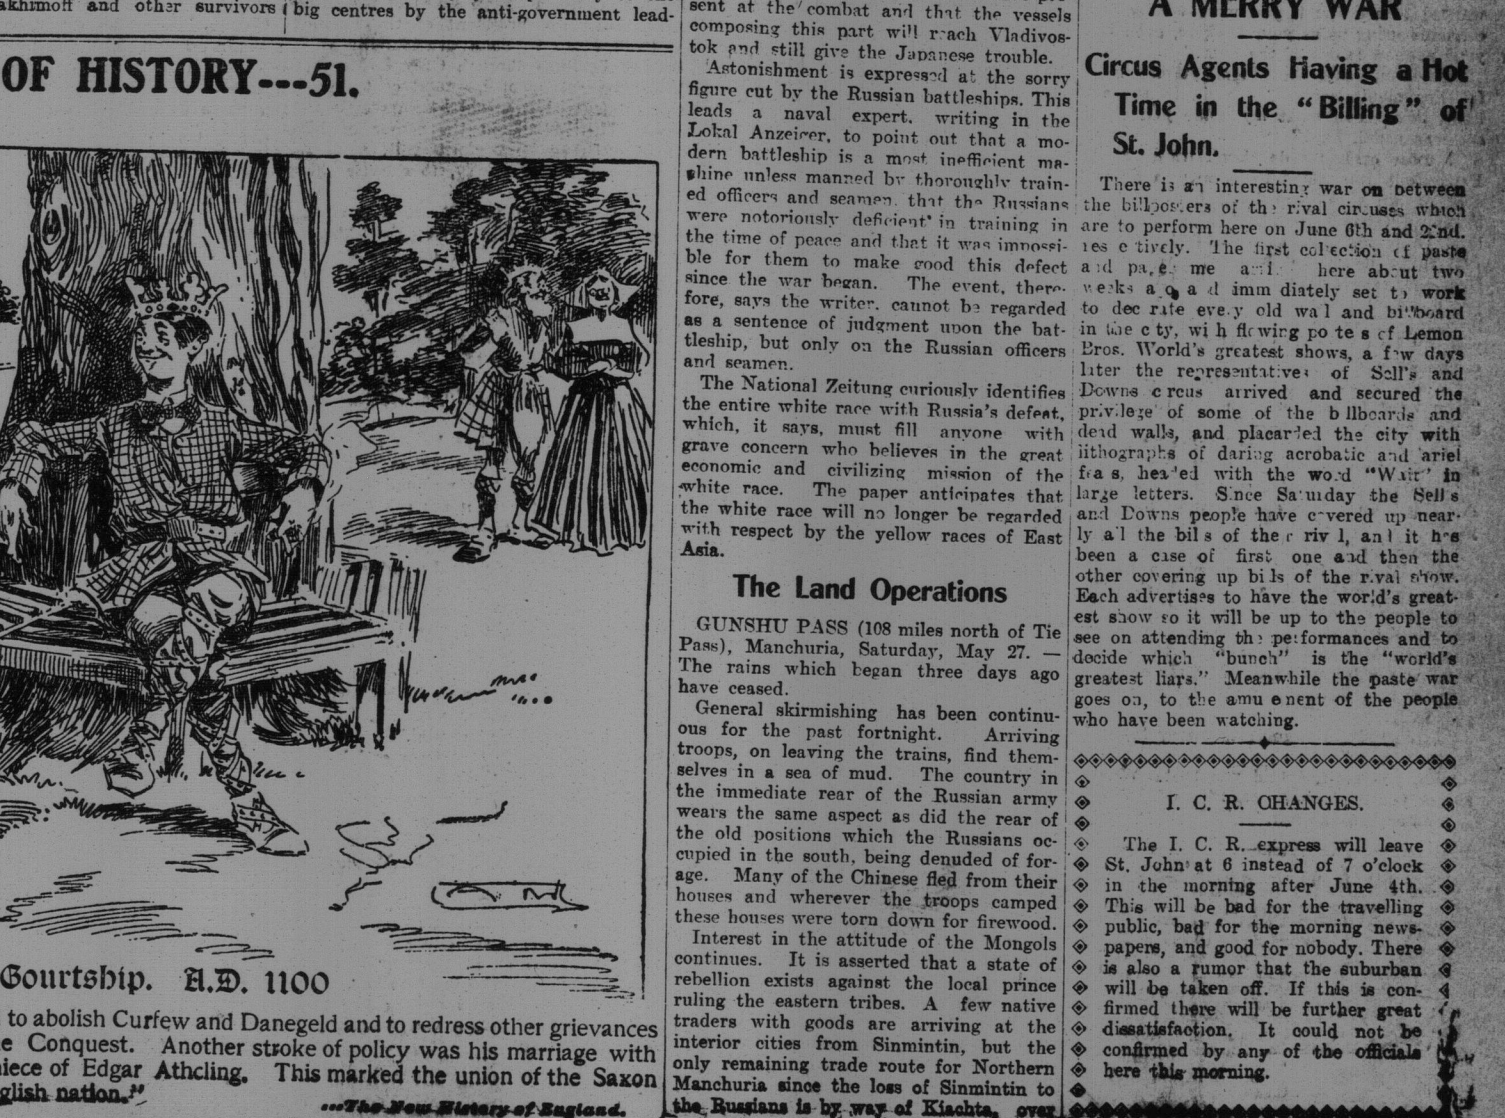 akhimoff and other survivors
big centres by the anti-government lead-
OF HISTORY---51.
Gourtship. A.D. 1100
to abolish Curfew and Danegeld and to redress other grievances
e Conquest. Another stroke of policy was his marriage with
niece of Edgar Athcling. This marked the union of the Saxon
glish nation."
...The New History of England.
sent at the combat and that the vessels
composing this part will reach Vladivos-
tok and still give the Japanese trouble.
Astonishment is expressed at the sorry
figure cut by the Russian battleships. This
leads a naval expert, writing in the
Lokal Anzeiger, to point out that a mo-
dern battleship is a most inefficient ma-
chine unless manned by thoroughly train-
ed officers and seamen, that the Russians
were notoriously deficient in training in
the time of peace and that it was impossi-
ble for them to make good this defect
since the war began. The event, there-
fore, says the writer, cannot be regarded
as a sentence of judgment upon the bat-
tleship, but only on the Russian officers
and seamen.
The National Zeitung curiously identifies
the entire white race with Russia's defeat,
which, it says, must fill anyone with
grave concern who believes in the great
economic and civilizing mission of the
white race. The paper anticipates that
the white race will no longer be regarded
with respect by the yellow races of East
Asia.
The Land Operations
GUNSHU PASS (108 miles north of Tie
Pass), Manchuria, Saturday, May 27. —
The rains which began three days ago
have ceased.
General skirmishing has been continu-
ous for the past fortnight. Arriving
troops, on leaving the trains, find them-
selves in a sea of mud. The country in
the immediate rear of the Russian army
wears the same aspect as did the rear of
the old positions which the Russians oc-
cupied in the south, being denuded of for-
age. Many of the Chinese fled from their
houses and wherever the troops camped
these houses were torn down for firewood.
Interest in the attitude of the Mongols
continues. It is asserted that a state of
rebellion exists against the local prince
ruling the eastern tribes. A few native
traders with goods are arriving at the
interior cities from Sinmintin, but the
only remaining trade route for Northern
Manchuria since the loss of Sinmintin to
the Russians is by way of Kiachta, over
A MERRY WAR
Circus Agents Having a Hot
Time in the "Billing" of
St. John.
There is an interesting war on between
the billposters of the rival circuses which
are to perform here on June 6th and 22nd.
respectively. The first collection of paste
and here about two
weeks ago and immediately set to work
to decorate every old wall and billboard
in the city, with flowing posters of Lemon
Bros. World's greatest shows, a few days
later the representatives of Sell's and
Downs circus arrived and secured the
privilege of some of the billboards and
dead walls, and placarded the city with
lithographs of daring acrobatic and ariel
feats, headed with the word "Wait" in
large letters. Since Saturday the Sell's
and Downs people have covered up near-
ly all the bills of their rival, and it has
been a case of first one and then the
other covering up bills of the rival show.
Each advertises to have the world's great-
est show so it will be up to the people to
see on attending the performances and to
decide which "bunch" is the "world's
greatest liars." Meanwhile the paste war
goes on, to the amusement of the people
who have been watching.
I. C. R. CHANGES.
The I. C. R. express will leave
St. John at 6 instead of 7 o'clock
in the morning after June 4th.
This will be bad for the travelling
public, bad for the morning news-
papers, and good for nobody. There
is also a rumor that the suburban
will be taken off. If this is con-
firmed there will be further great
dissatisfaction. It could not be
confirmed by any of the officials
here this morning.